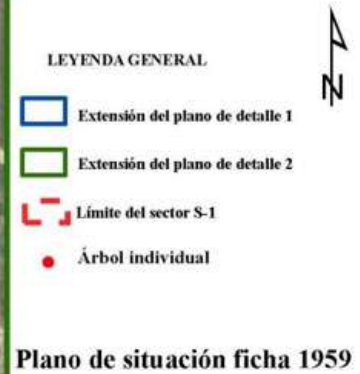 N
LEYENDA GENERAL
Extensión del plano de detalle 1
Extensión del plano de detalle 2
Límite del sector S-1
Árbol individual
Plano de situación ficha 1959